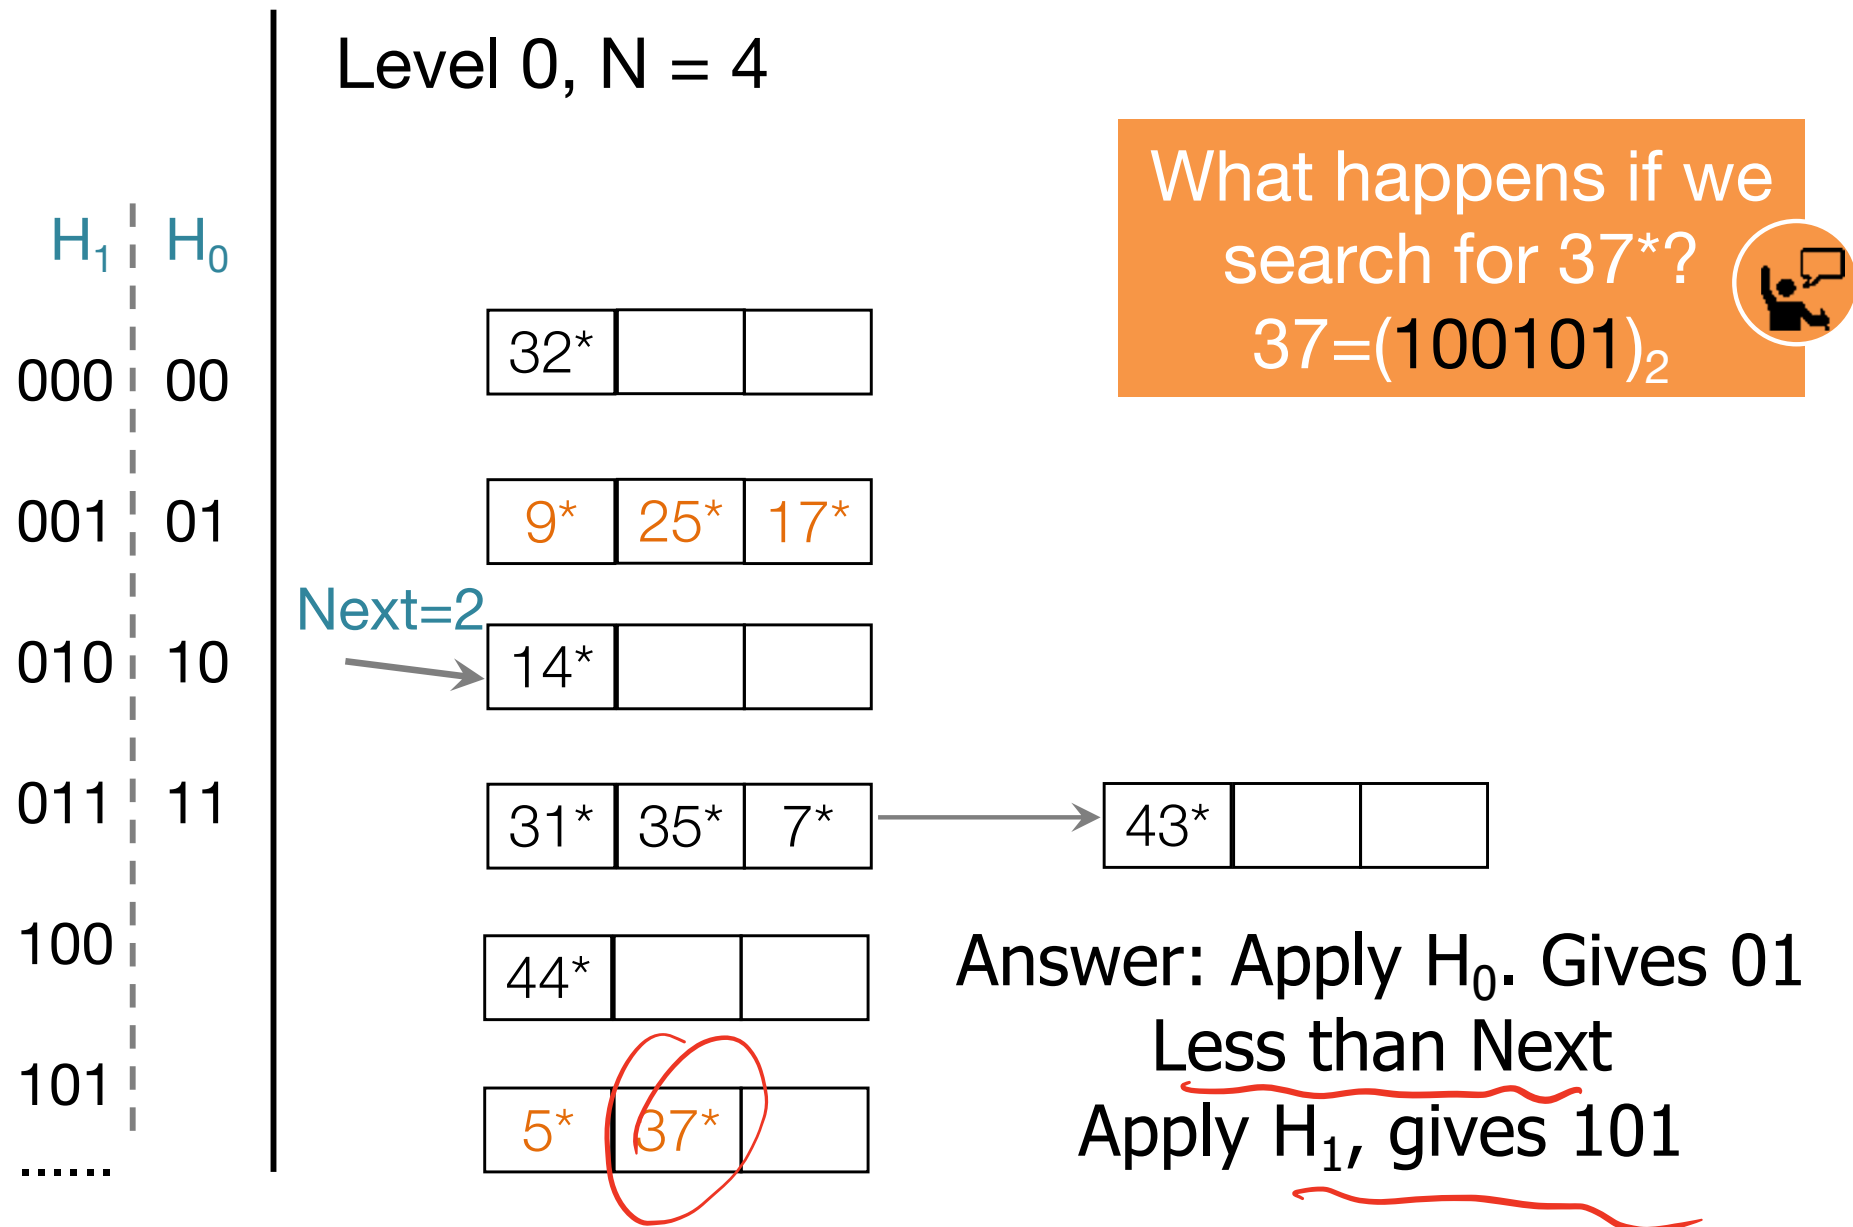 Level 0, N = 4
What happens if we
search for 37*?
37=(100101)₂
H₁ H₀
000 00
32*
001 01
9* 25* 17*
Next=2
010 10
14*
011 11
31* 35* 7*
43*
100
44*
101
5* 37*
......
Answer: Apply H₀. Gives 01
Less than Next
Apply H₁, gives 101